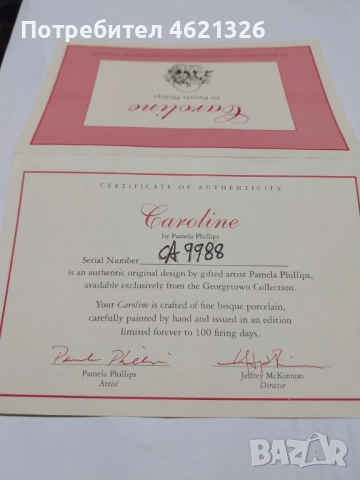 Потребител 4621326
Caroline
by Pamela Phillips
CERTIFICATE OF AUTHENTICITY
Caroline
by Pamela Phillips
Serial Number CA 9988
is an authentic original design by gifted artist Pamela Phillips,
available exclusively from the Georgetown Collection.
Your Caroline is crafted of fine bisque porcelain,
carefully painted by hand and issued in an edition
limited forever to 100 firing days.
Pamela Phillips
Pamela Phillips Jeffrey McKinnon
Artist Director
BAZAR